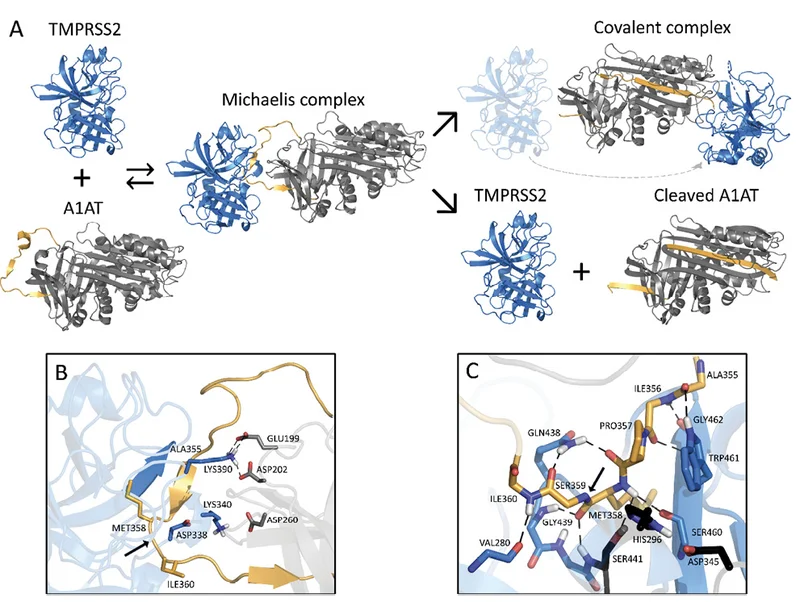 A
TMPRSS2
Covalent complex
Michaelis complex
+
A1AT
TMPRSS2
Cleaved A1AT
+
B
ALA355
GLU199
LYS390
ASP202
LYS340
MET358
ASP338
ASP260
ILE360
C
ALA355
ILE356
GLY462
PRO357
GLN438
TRP461
SER359
ILE360
MET358
GLY439
SER460
HIS296
VAL280
SER441
ASP345